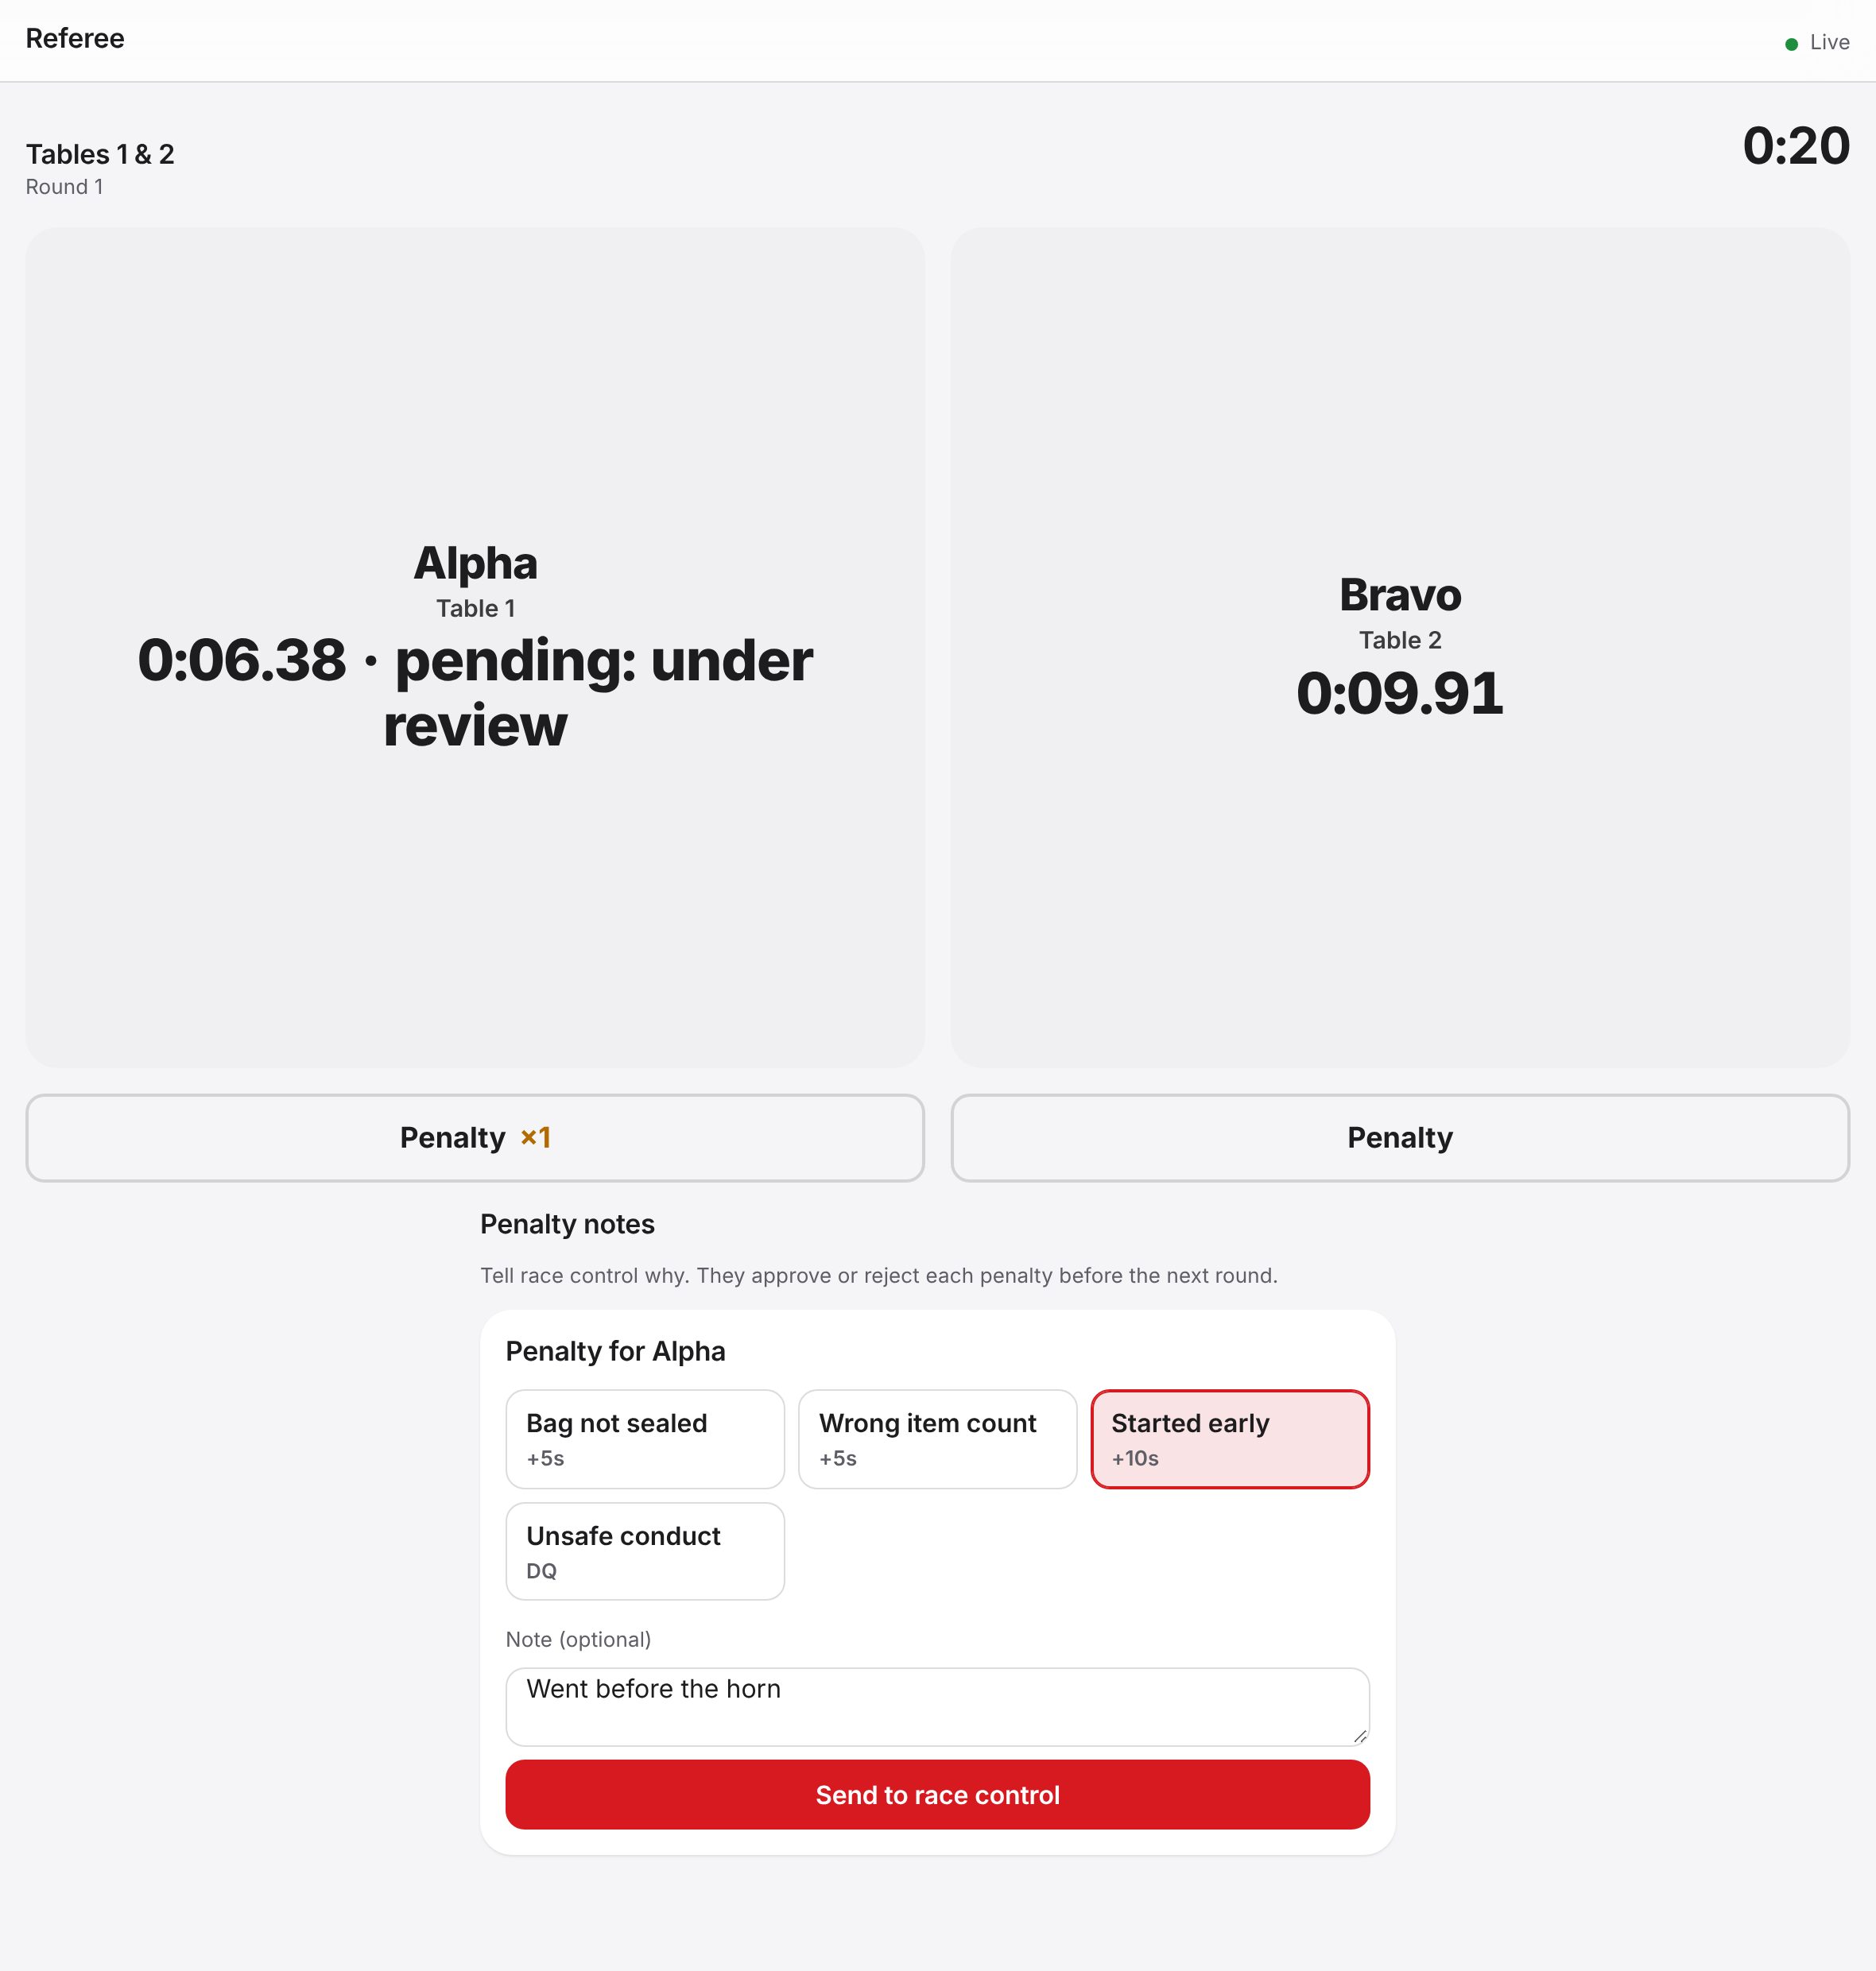 Referee
Live
Tables 1 & 2
Round 1
0:20
Alpha
Table 1
0:06.38 · pending: under
review
Bravo
Table 2
0:09.91
Penalty ×1
Penalty
Penalty notes
Tell race control why. They approve or reject each penalty before the next round.
Penalty for Alpha
Bag not sealed
+5s
Wrong item count
+5s
Started early
+10s
Unsafe conduct
DQ
Note (optional)
Went before the horn
Send to race control